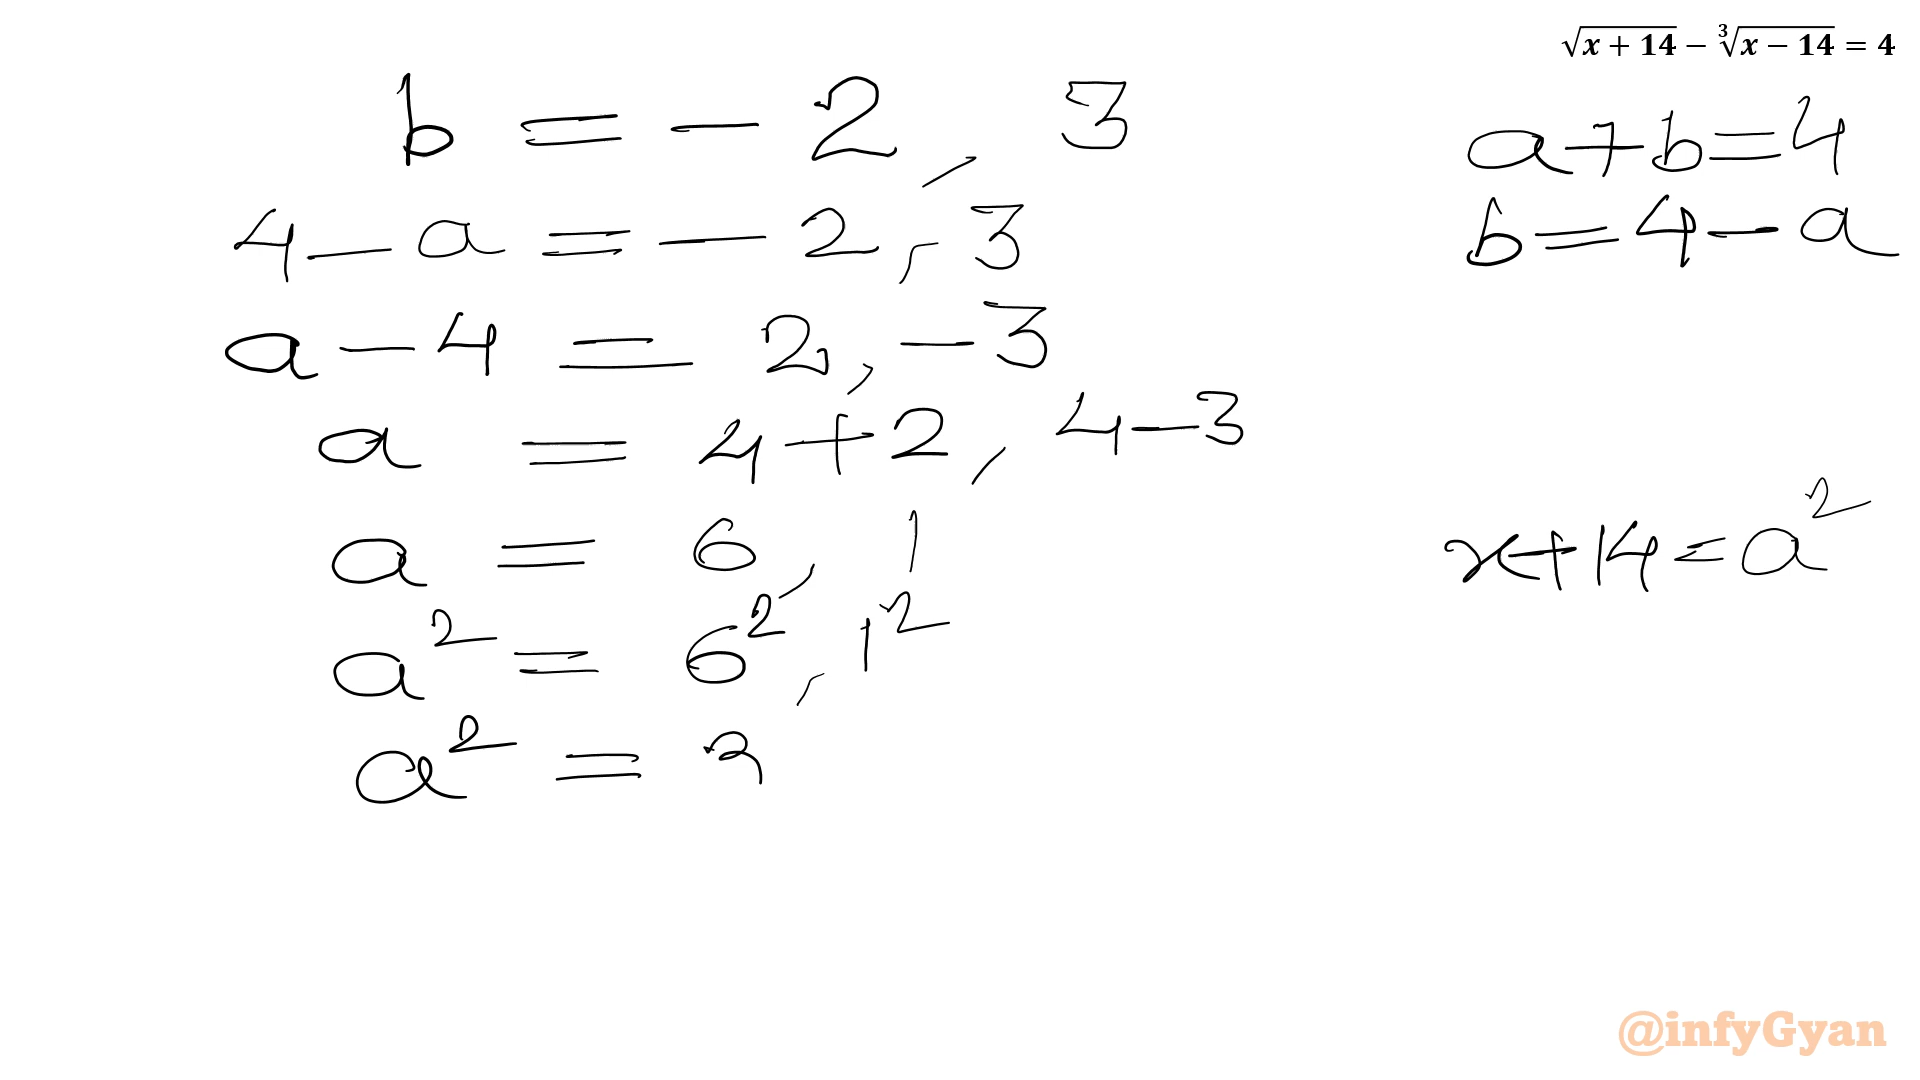 √(x + 14) − ∛(x − 14) = 4
b = - 2, 3
a + b = 4
4 - a = - 2, 3
b = 4 - a
a - 4 = 2, - 3
a = 4 + 2, 4 - 3
a = 6, 1
x + 14 = a²
a² = 6², 1²
a² =
@infyGyan